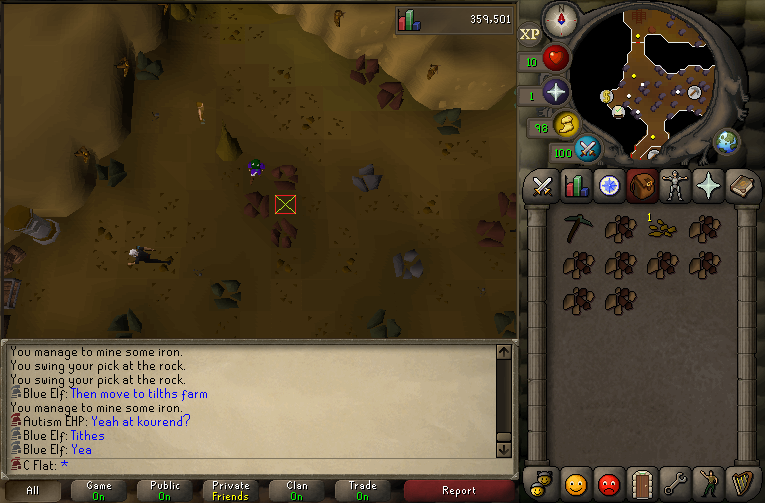 359,501
XP
10
1
98
100
1
You manage to mine some iron.
You swing your pick at the rock.
You swing your pick at the rock.
Blue Elf: Then move to tilths farm
You manage to mine some iron.
Autism EHP: Yeah at kourend?
Blue Elf: Tithes
Blue Elf: Yea
C Flat: *
All
Game
On
Public
On
Private
Friends
Clan
On
Trade
On
Report